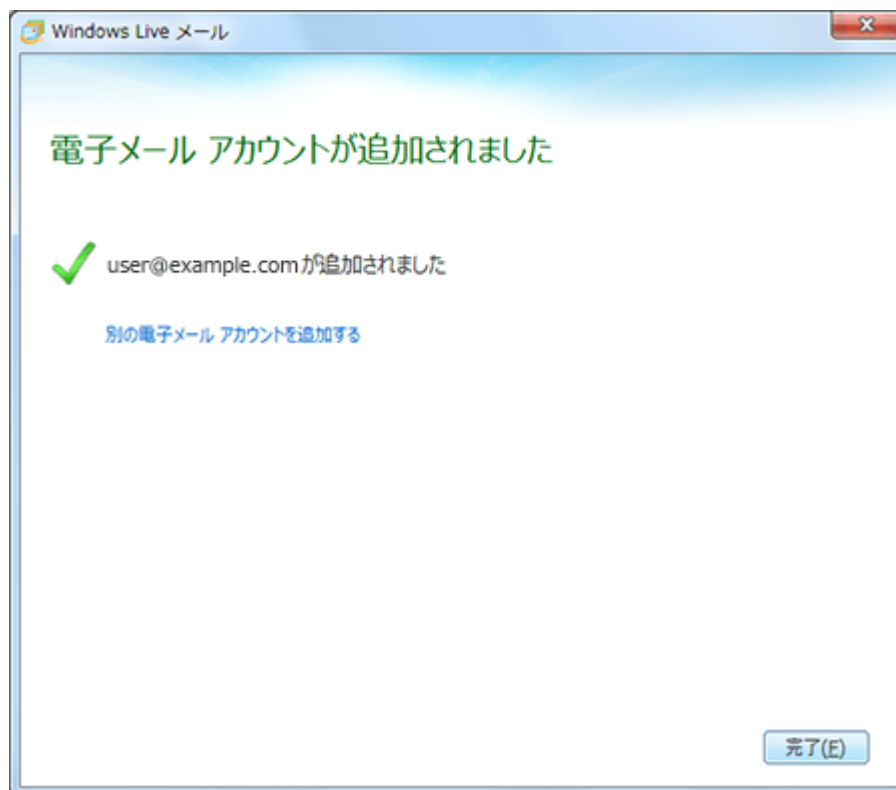 Windows Live メール
電子メール アカウントが追加されました
user@example.comが追加されました
別の電子メール アカウントを追加する
完了(F)